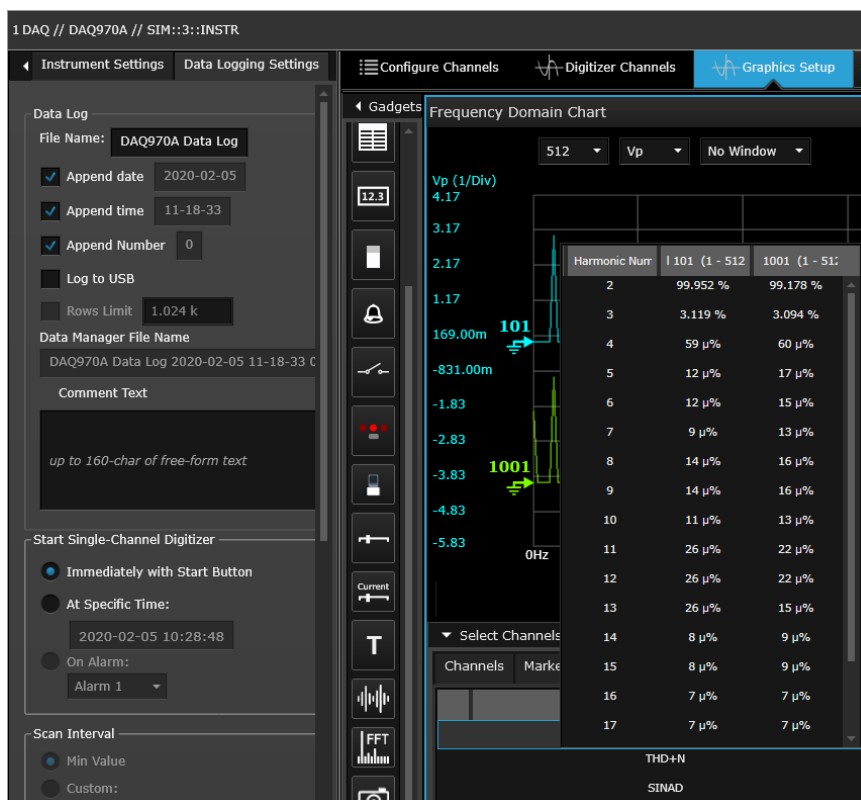 1 DAQ // DAQ970A // SIM::3::INSTR
Instrument Settings
Data Logging Settings
Data Log
File Name: DAQ970A Data Log
Append date 2020-02-05
Append time 11-18-33
Append Number 0
Log to USB
Rows Limit 1.024 k
Data Manager File Name
DAQ970A Data Log 2020-02-05 11-18-33 0
Comment Text
up to 160-char of free-form text
Start Single-Channel Digitizer
Immediately with Start Button
At Specific Time:
2020-02-05 10:28:48
On Alarm:
Alarm 1
Scan Interval
Min Value
Custom:
Configure Channels
Digitizer Channels
Graphics Setup
Gadgets
12.3
Current
T
FFT
Frequency Domain Chart
512 Vp No Window
Vp (1/Div)
4.17
3.17
2.17
1.17
169.00m
-831.00m
-1.83
-2.83
-3.83
-4.83
-5.83
101
1001
0Hz
Harmonic Num 101 (1 - 512 1001 (1 - 512
2 99.952 % 99.178 %
3 3.119 % 3.094 %
4 59 µ% 60 µ%
5 12 µ% 17 µ%
6 12 µ% 15 µ%
7 9 µ% 13 µ%
8 14 µ% 16 µ%
9 14 µ% 16 µ%
10 11 µ% 13 µ%
11 26 µ% 22 µ%
12 26 µ% 22 µ%
13 26 µ% 15 µ%
14 8 µ% 9 µ%
15 8 µ% 9 µ%
16 7 µ% 7 µ%
17 7 µ% 7 µ%
Select Channels
Channels
Marke
THD+N
SINAD